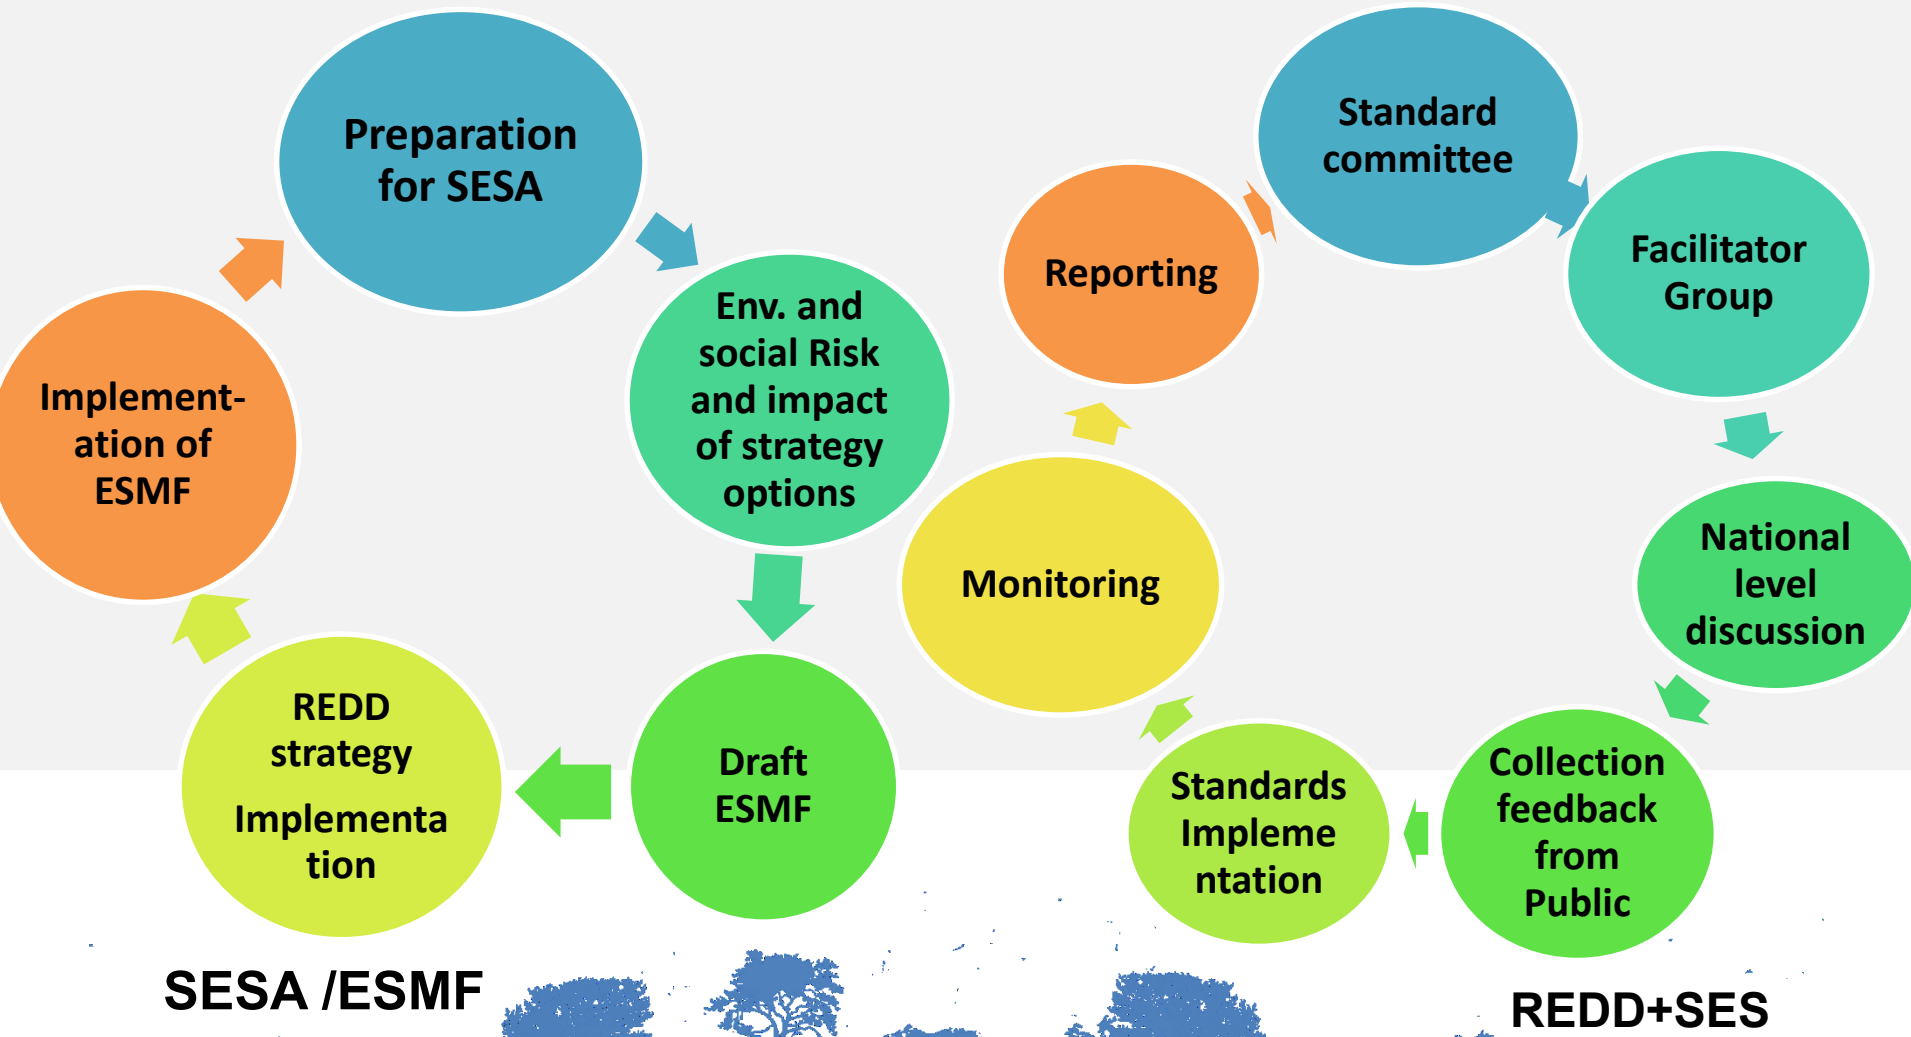 Preparation
for SESA
Env. and
social Risk
and impact
of strategy
options
Draft
ESMF
REDD
strategy
Implementa
tion
Implement-
ation of
ESMF
SESA /ESMF
Standard
committee
Facilitator
Group
National
level
discussion
Collection
feedback
from
Public
Standards
Impleme
ntation
Monitoring
Reporting
REDD+SES